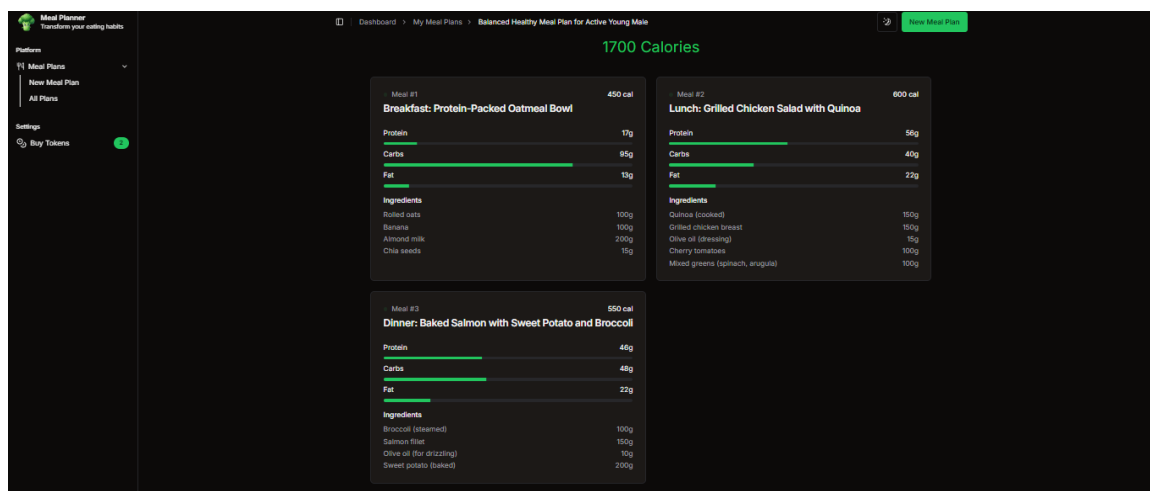 Meal Planner
Transform your eating habits
Dashboard > My Meal Plans > Balanced Healthy Meal Plan for Active Young Male
New Meal Plan
Platform
Meal Plans
New Meal Plan
All Plans
Settings
Buy Tokens 2
1700 Calories
Meal #1 450 cal
Breakfast: Protein-Packed Oatmeal Bowl
Protein 17g
Carbs 95g
Fat 13g
Ingredients
Rolled oats 100g
Banana 100g
Almond milk 200g
Chia seeds 15g
Meal #2 600 cal
Lunch: Grilled Chicken Salad with Quinoa
Protein 56g
Carbs 40g
Fat 22g
Ingredients
Quinoa (cooked) 150g
Grilled chicken breast 150g
Olive oil (dressing) 15g
Cherry tomatoes 100g
Mixed greens (spinach, arugula) 100g
Meal #3 550 cal
Dinner: Baked Salmon with Sweet Potato and Broccoli
Protein 46g
Carbs 48g
Fat 22g
Ingredients
Broccoli (steamed) 100g
Salmon fillet 150g
Olive oil (for drizzling) 10g
Sweet potato (baked) 200g